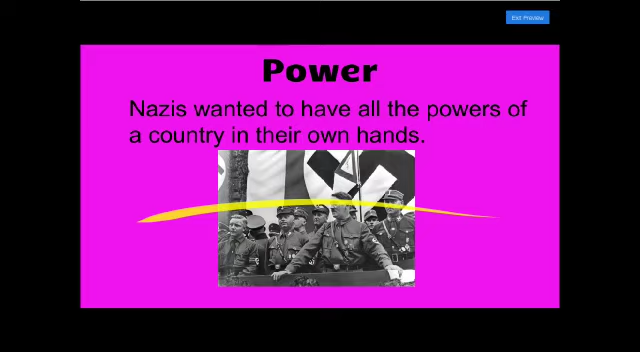 Exit Preview
Power
Nazis wanted to have all the powers of
a country in their own hands.